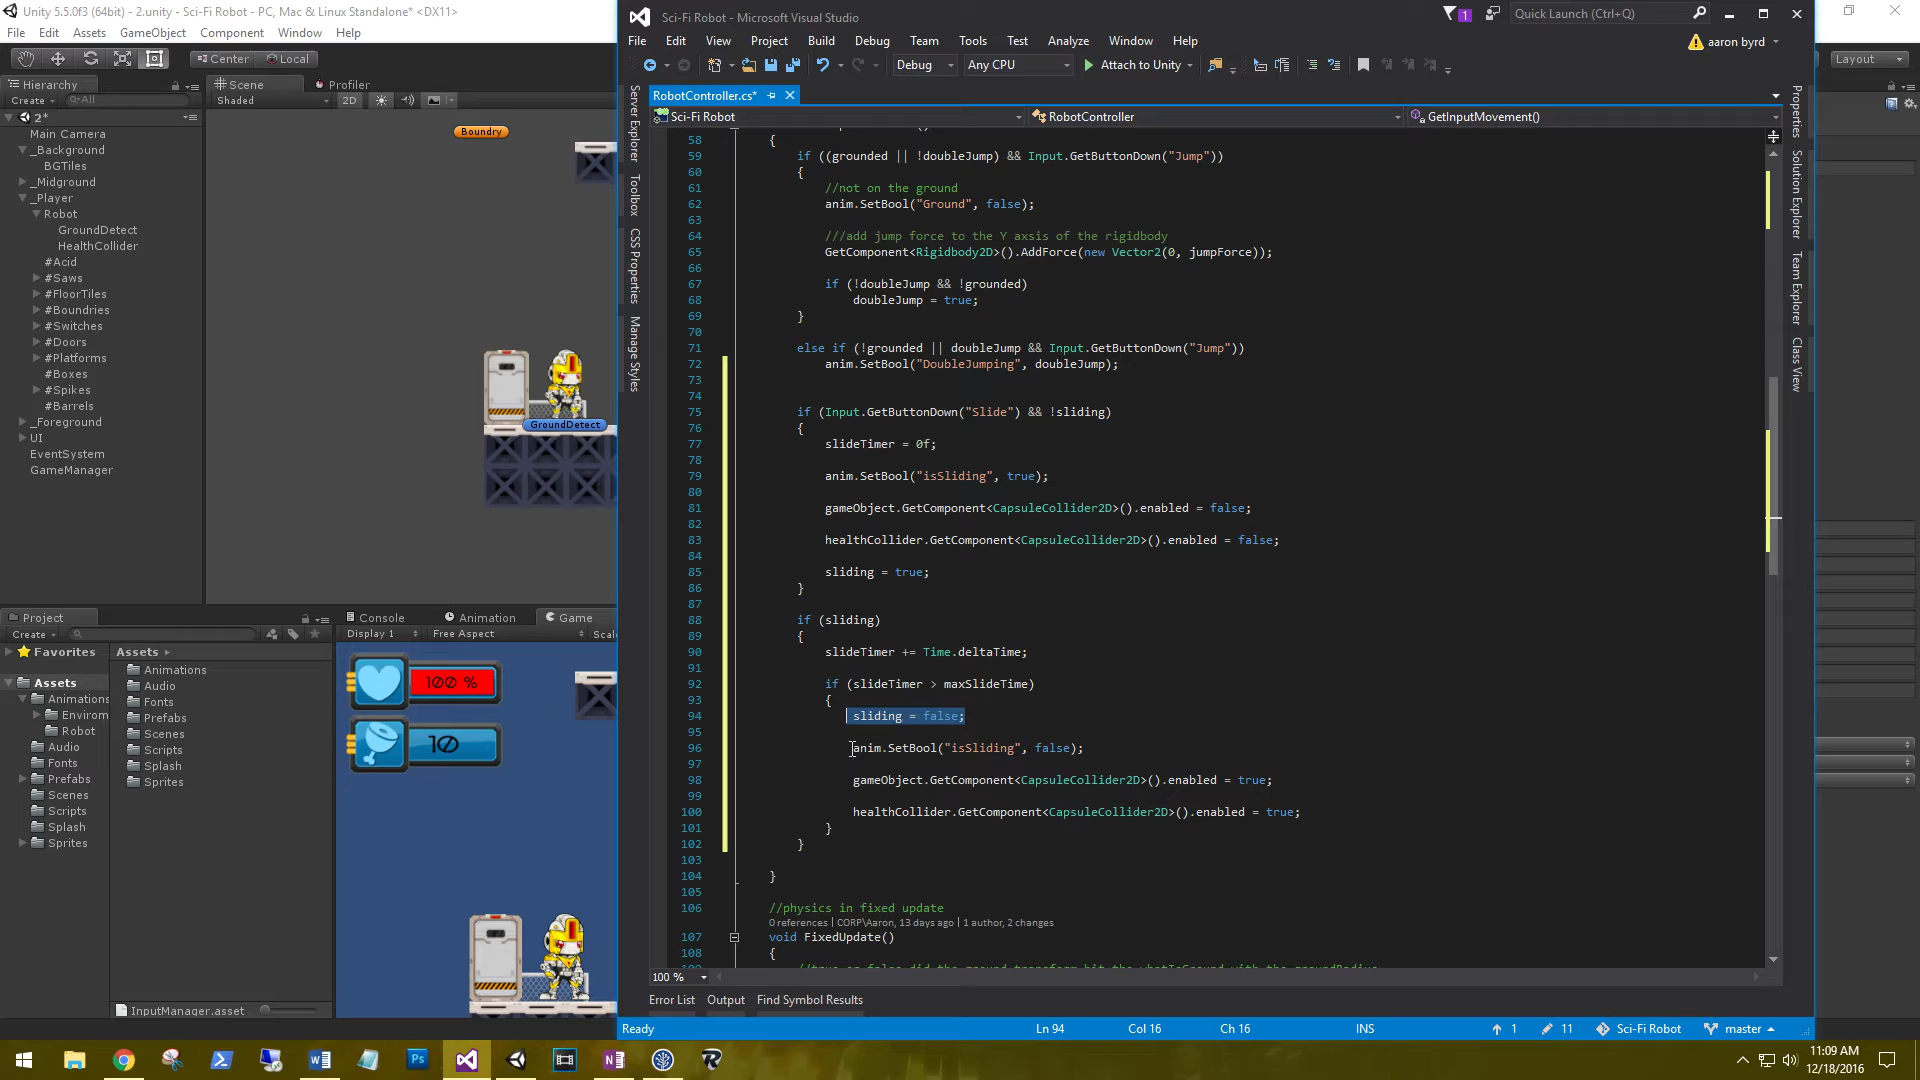 Unity 5.5.0f3 (64bit) - 2.unity - Sci-Fi Robot - PC, Mac & Linux Standalone* <DX11>
File Edit Assets GameObject Component Window Help
Center Local
Layout
Hierarchy
Create All
2*
Main Camera
_Background
BGTiles
_Midground
_Player
Robot
GroundDetect
HealthCollider
#Acid
#Saws
#FloorTiles
#Boundries
#Switches
#Doors
#Platforms
#Boxes
#Spikes
#Barrels
_Foreground
UI
EventSystem
GameManager
Scene Profiler
Shaded 2D
Boundry
GroundDetect
Project
Create
Favorites
Assets
Animations
Environ
Robot
Audio
Fonts
Prefabs
Scenes
Scripts
Splash
Sprites
Assets
Animations
Audio
Fonts
Prefabs
Scenes
Scripts
Splash
Sprites
InputManager.asset
Console Animation Game
Display 1 Free Aspect Scale
100 %
10
Sci-Fi Robot - Microsoft Visual Studio
1
Quick Launch (Ctrl+Q)
File Edit View Project Build Debug Team Tools Test Analyze Window Help
aaron byrd
Debug Any CPU Attach to Unity
RobotController.cs*
Sci-Fi Robot RobotController GetInputMovement()
Server Explorer
Toolbox
CSS Properties
Manage Styles
Properties
Solution Explorer
Team Explorer
Class View
58 {
59 if ((grounded || !doubleJump) && Input.GetButtonDown("Jump"))
60 {
61 //not on the ground
62 anim.SetBool("Ground", false);
63
64 ///add jump force to the Y axsis of the rigidbody
65 GetComponent<Rigidbody2D>().AddForce(new Vector2(0, jumpForce));
66
67 if (!doubleJump && !grounded)
68 doubleJump = true;
69 }
70
71 else if (!grounded || doubleJump && Input.GetButtonDown("Jump"))
72 anim.SetBool("DoubleJumping", doubleJump);
73
74
75 if (Input.GetButtonDown("Slide") && !sliding)
76 {
77 slideTimer = 0f;
78
79 anim.SetBool("isSliding", true);
80
81 gameObject.GetComponent<CapsuleCollider2D>().enabled = false;
82
83 healthCollider.GetComponent<CapsuleCollider2D>().enabled = false;
84
85 sliding = true;
86 }
87
88 if (sliding)
89 {
90 slideTimer += Time.deltaTime;
91
92 if (slideTimer > maxSlideTime)
93 {
94 sliding = false;
95
96 anim.SetBool("isSliding", false);
97
98 gameObject.GetComponent<CapsuleCollider2D>().enabled = true;
99
100 healthCollider.GetComponent<CapsuleCollider2D>().enabled = true;
101 }
102 }
103
104 }
105
106 //physics in fixed update
0 references | CORP\Aaron, 13 days ago | 1 author, 2 changes
107 void FixedUpdate()
108 {
100 %
Error List Output Find Symbol Results
Ready Ln 94 Col 16 Ch 16 INS 1 11 Sci-Fi Robot master
11:09 AM
12/18/2016